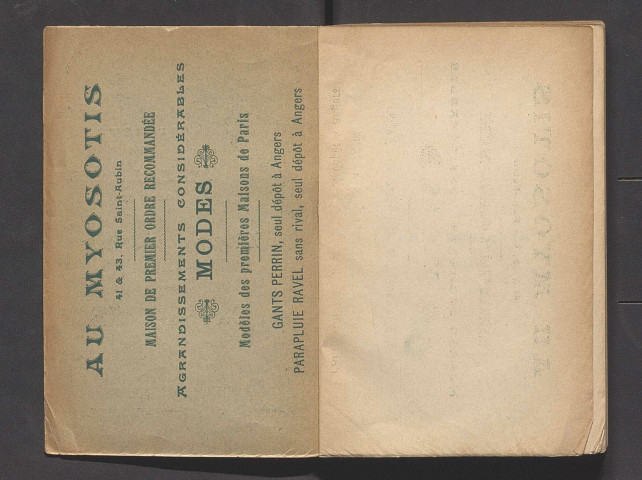 AU MYOSOTIS
41 & 43, Rue Saint-Aubin
MAISON DE PREMIER ORDRE RECOMMANDÉE
AGRANDISSEMENTS CONSIDÉRABLES
MODES
Modèles des premières Maisons de Paris
GANTS PERRIN, seul dépôt à Angers
PARAPLUIE RAVEL sans rival, seul dépôt à Angers